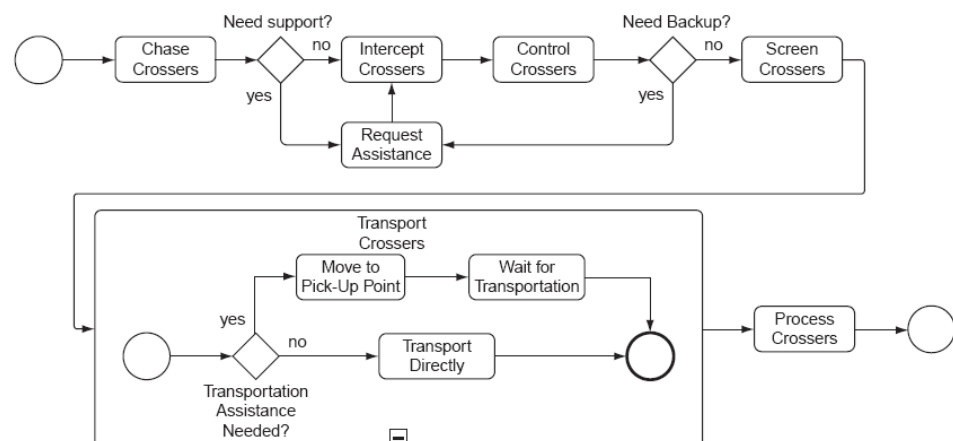 Need support?
Need Backup?
Chase
Crossers
no
Intercept
Crossers
Control
Crossers
no
Screen
Crossers
yes
yes
Request
Assistance
Transport
Crossers
Move to
Pick-Up Point
Wait for
Transportation
yes
no
Transport
Directly
Process
Crossers
Transportation
Assistance
Needed?